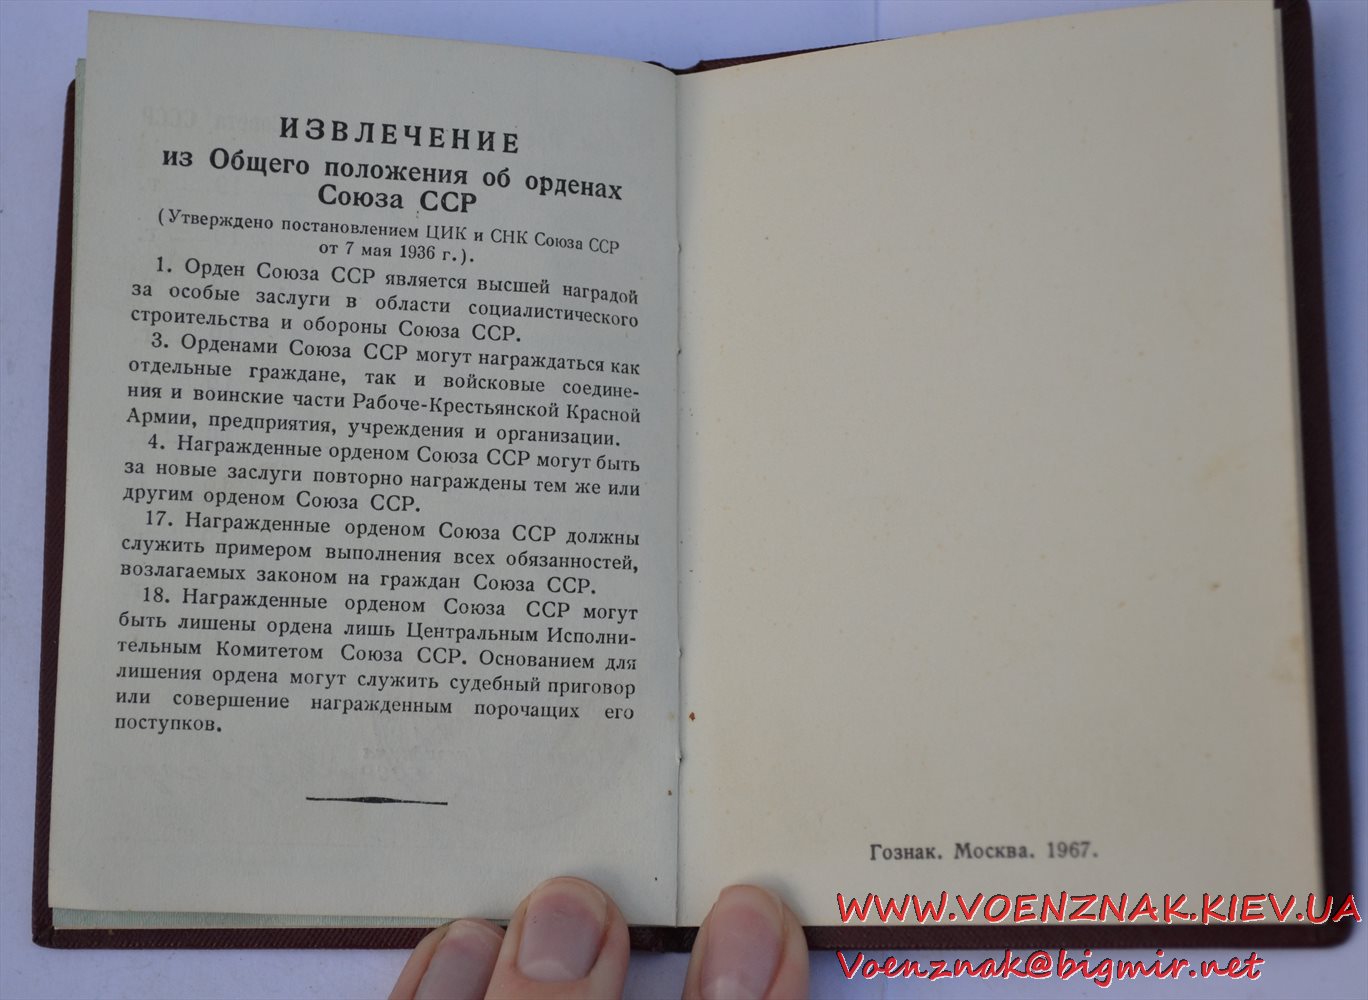 ИЗВЛЕЧЕНИЕ
из Общего положения об орденах
Союза ССР
(Утверждено постановлением ЦИК и СНК Союза ССР
от 7 мая 1936 г.).
1. Орден Союза ССР является высшей наградой
за особые заслуги в области социалистического
строительства и обороны Союза ССР.
3. Орденами Союза ССР могут награждаться как
отдельные граждане, так и войсковые соедине-
ния и воинские части Рабоче-Крестьянской Красной
Армии, предприятия, учреждения и организации.
4. Награжденные орденом Союза ССР могут быть
за новые заслуги повторно награждены тем же или
другим орденом Союза ССР.
17. Награжденные орденом Союза ССР должны
служить примером выполнения всех обязанностей,
возлагаемых законом на граждан Союза ССР.
18. Награжденные орденом Союза ССР могут
быть лишены ордена лишь Центральным Исполни-
тельным Комитетом Союза ССР. Основанием для
лишения ордена могут служить судебный приговор
или совершение награжденным порочащих его
поступков.
Гознак. Москва. 1967.
WWW.VOENZNAK.KIEV.UA
Voenznak@bigmir.net